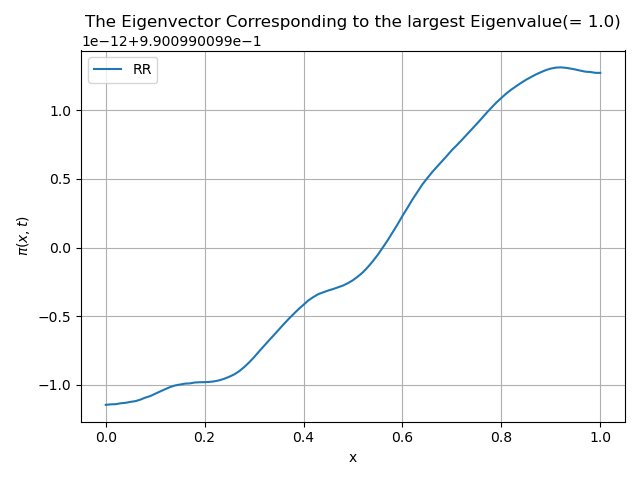 The Eigenvector Corresponding to the largest Eigenvalue(= 1.0)
1e−12+9.900990099e−1
RR
1.0
0.5
0.0
−0.5
−1.0
π(x, t)
0.0 0.2 0.4 0.6 0.8 1.0
x